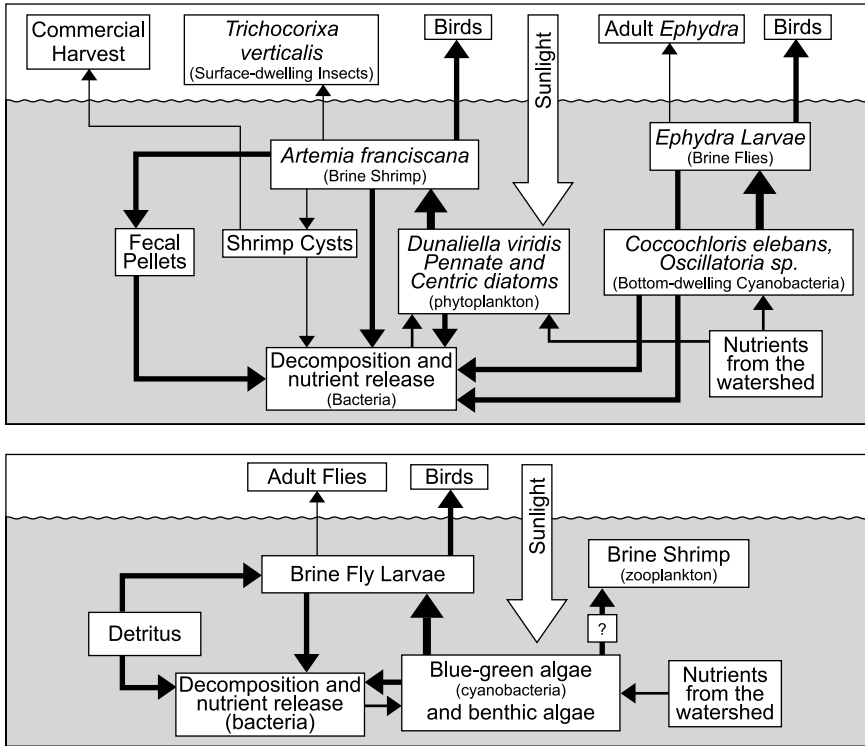 Commercial
Harvest
Trichocorixa
verticalis
(Surface-dwelling Insects)
Birds
Sunlight
Adult Ephydra
Birds
Artemia franciscana
(Brine Shrimp)
Ephydra Larvae
(Brine Flies)
Fecal
Pellets
Shrimp Cysts
Dunaliella viridis
Pennate and
Centric diatoms
(phytoplankton)
Coccochloris elebans,
Oscillatoria sp.
(Bottom-dwelling Cyanobacteria)
Decomposition and
nutrient release
(Bacteria)
Nutrients
from the
watershed
Adult Flies
Birds
Sunlight
Brine Fly Larvae
Brine Shrimp
(zooplankton)
?
Detritus
Decomposition and
nutrient release
(bacteria)
Blue-green algae
(cyanobacteria)
and benthic algae
Nutrients
from the
watershed